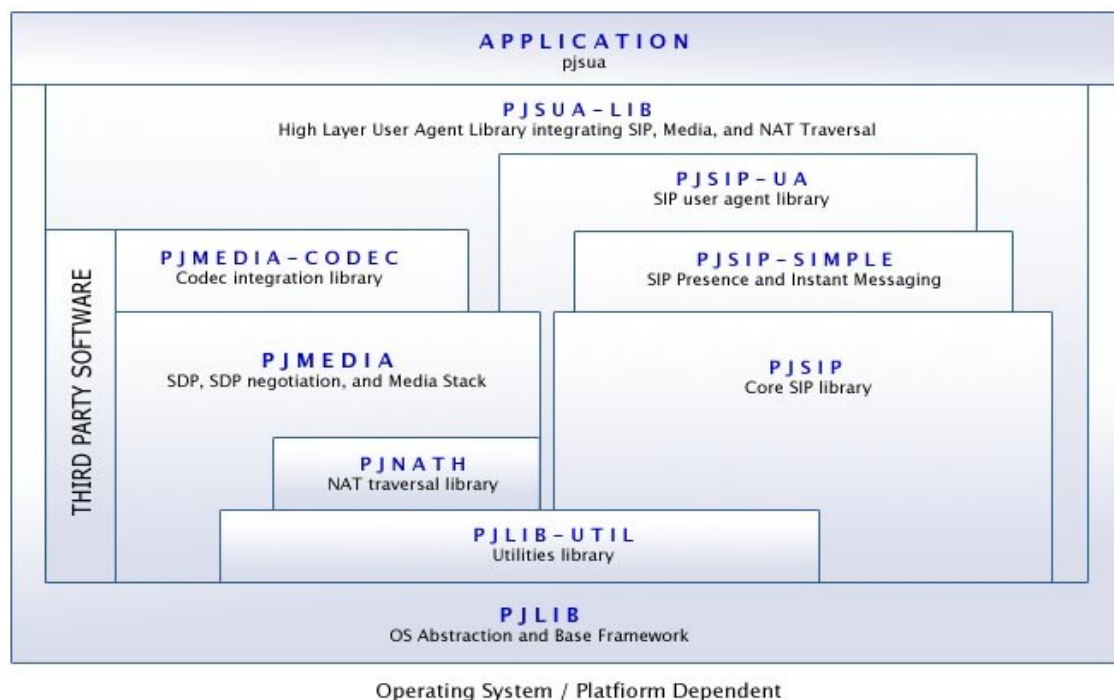 APPLICATION
pjsua
PJSUA-LIB
High Layer User Agent Library integrating SIP, Media, and NAT Traversal
PJSIP-UA
SIP user agent library
PJMEDIA-CODEC
Codec integration library
PJSIP-SIMPLE
SIP Presence and Instant Messaging
THIRD PARTY SOFTWARE
PJMEDIA
SDP, SDP negotiation, and Media Stack
PJSIP
Core SIP library
PJNATH
NAT traversal library
PJLIB-UTIL
Utilities library
PJLIB
OS Abstraction and Base Framework
Operating System / Platfiorm Dependent